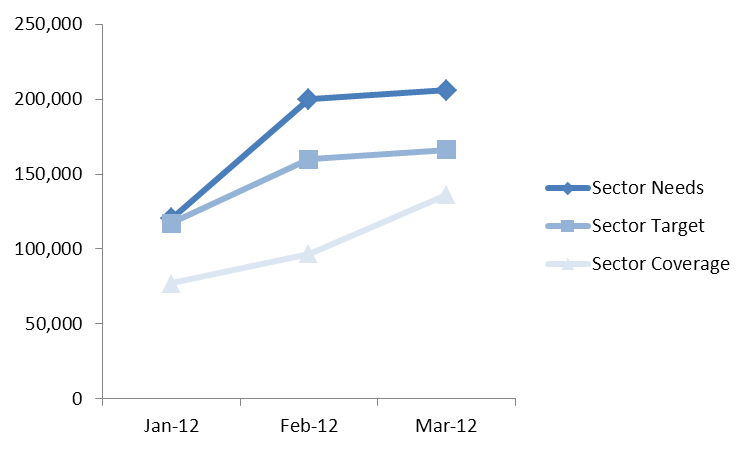 250,000
200,000
150,000
100,000
50,000
0
Jan-12 Feb-12 Mar-12
Sector Needs
Sector Target
Sector Coverage